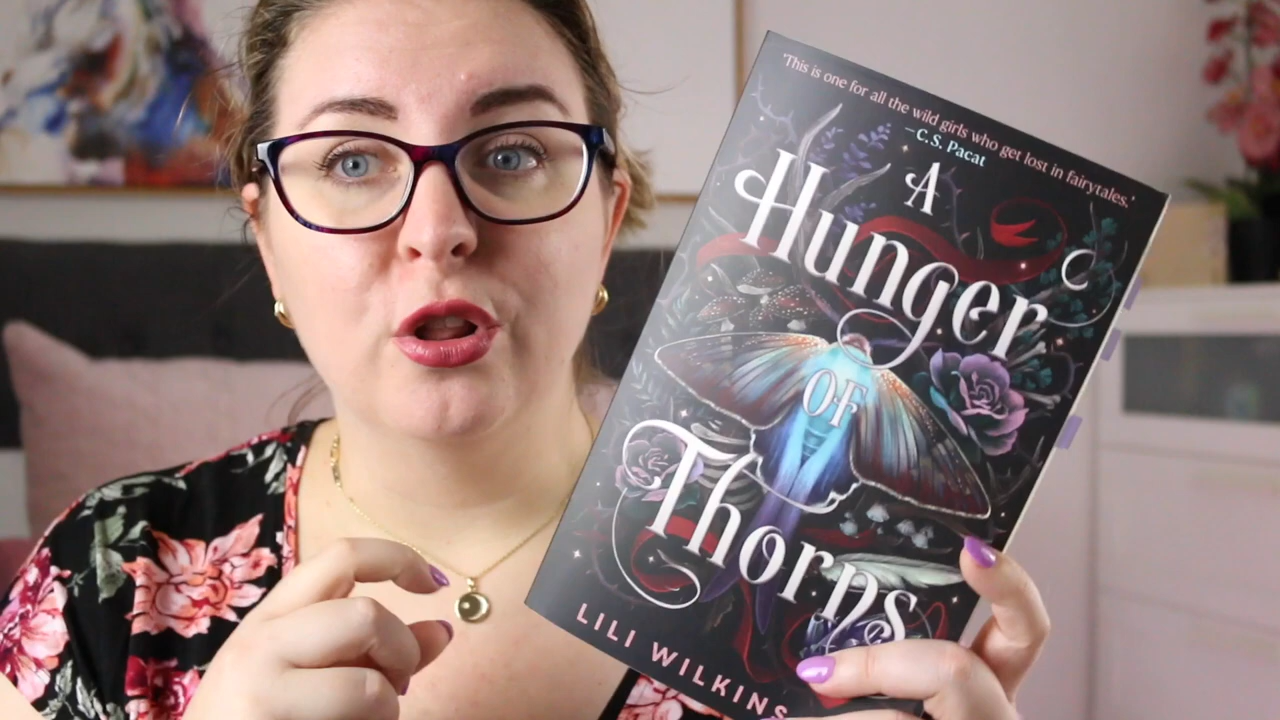 'This is one for all the wild girls who get lost in fairytales.'
—C. S. Pacat
A
Hunger
OF
Thorns
LILI WILKINS